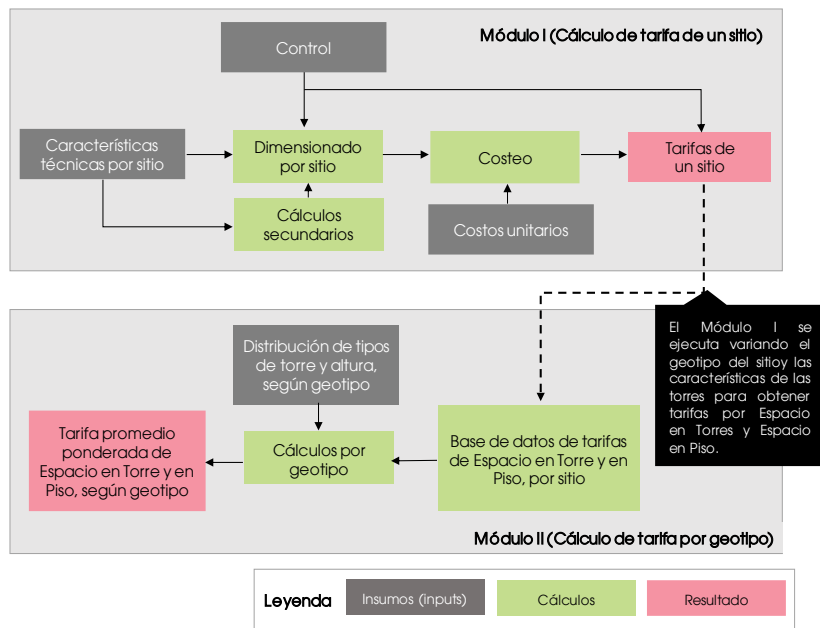 Módulo I (Cálculo de tarifa de un sitio)
Control
Características
técnicas por sitio
Dimensionado
por sitio
Costeo
Tarifas de
un sitio
Cálculos
secundarios
Costos unitarios
El Módulo I se
ejecuta variando el
geotipo del sitioy las
características de las
torres para obtener
tarifas por Espacio
en Torres y Espacio
en Piso.
Distribución de tipos
de torre y altura,
según geotipo
Tarifa promedio
ponderada de
Espacio en Torre y en
Piso, según geotipo
Cálculos por
geotipo
Base de datos de tarifas
de Espacio en Torre y en
Piso, por sitio
Módulo II (Cálculo de tarifa por geotipo)
Leyenda
Insumos (inputs)
Cálculos
Resultado